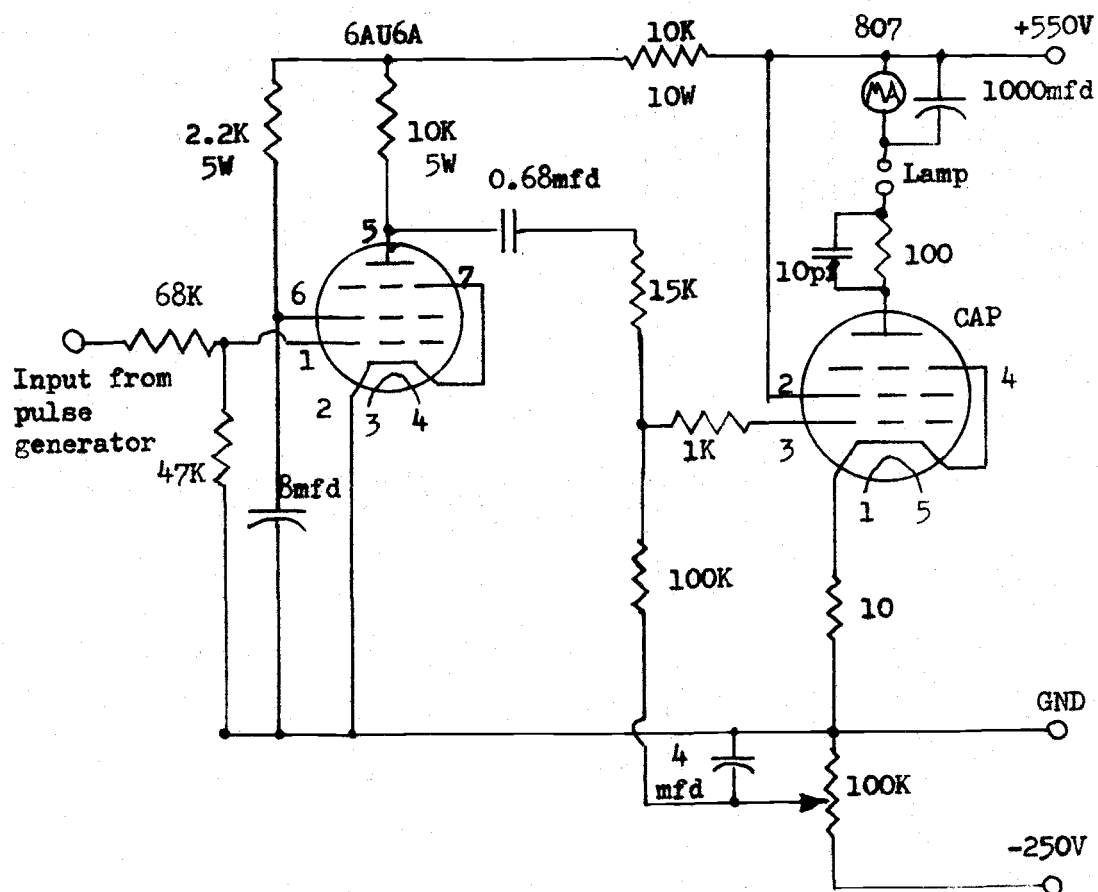 6AU6A
10K
10W
807
+550V
MA
1000mfd
2.2K
5W
10K
5W
0.68mfd
Lamp
5
7
10pf
100
68K
6
15K
CAP
1
2
4
Input from
pulse
generator
2
3
4
1K
3
47K
8mfd
1
5
100K
10
GND
4
mfd
100K
-250V